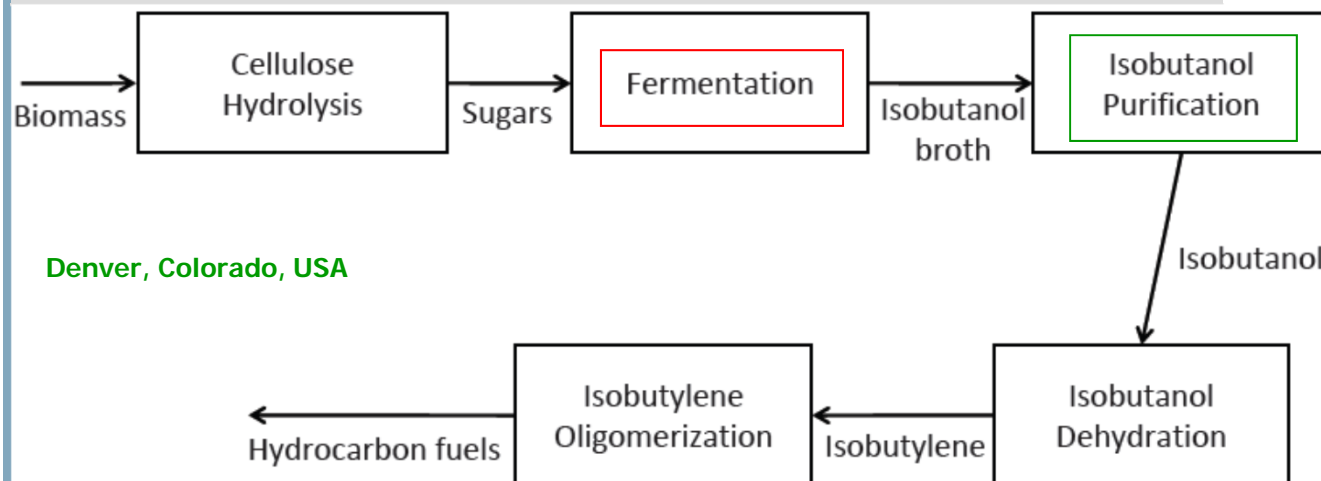 Biomass
Cellulose
Hydrolysis
Sugars
Fermentation
Isobutanol
broth
Isobutanol
Purification
Isobutanol
Denver, Colorado, USA
Isobutanol
Dehydration
Isobutylene
Isobutylene
Oligomerization
Hydrocarbon fuels